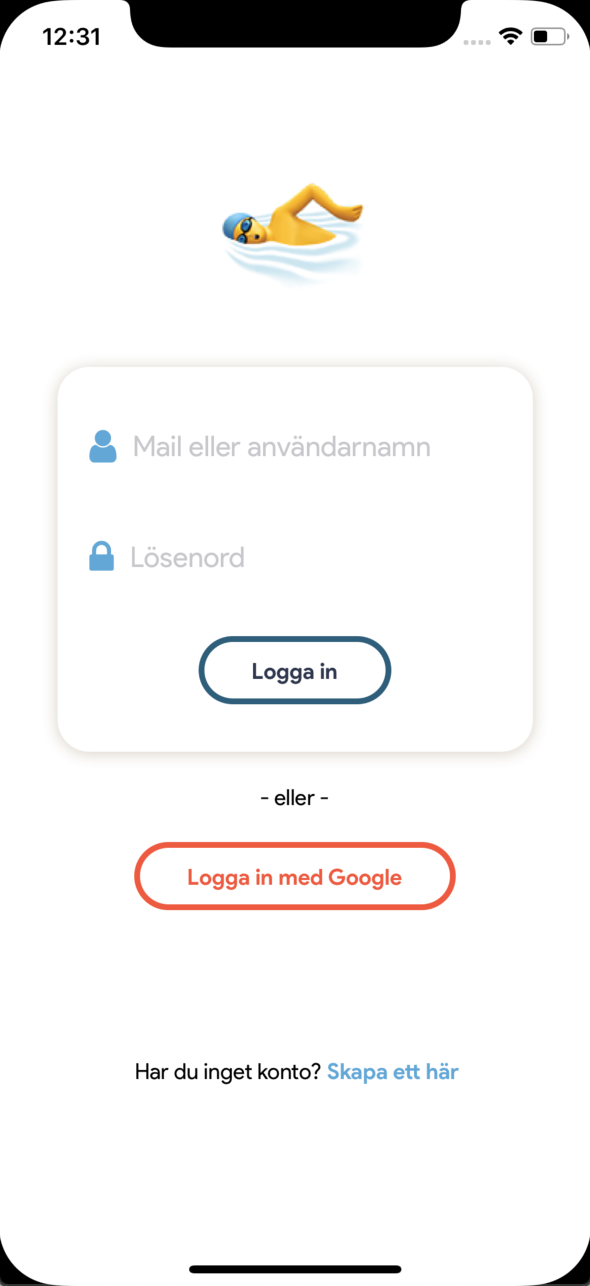 12:31
Mail eller användarnamn
Lösenord
Logga in
- eller -
Logga in med Google
Har du inget konto? Skapa ett här